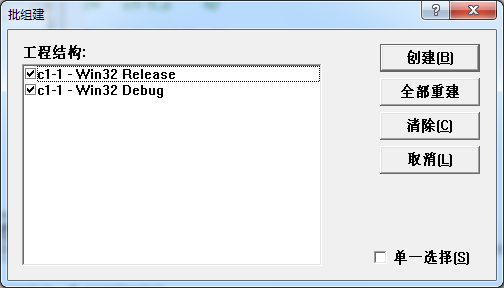 批组建
工程结构:
c1-1 - Win32 Release
c1-1 - Win32 Debug
创建(B)
全部重建
清除(C)
取消(L)
单一选择(S)